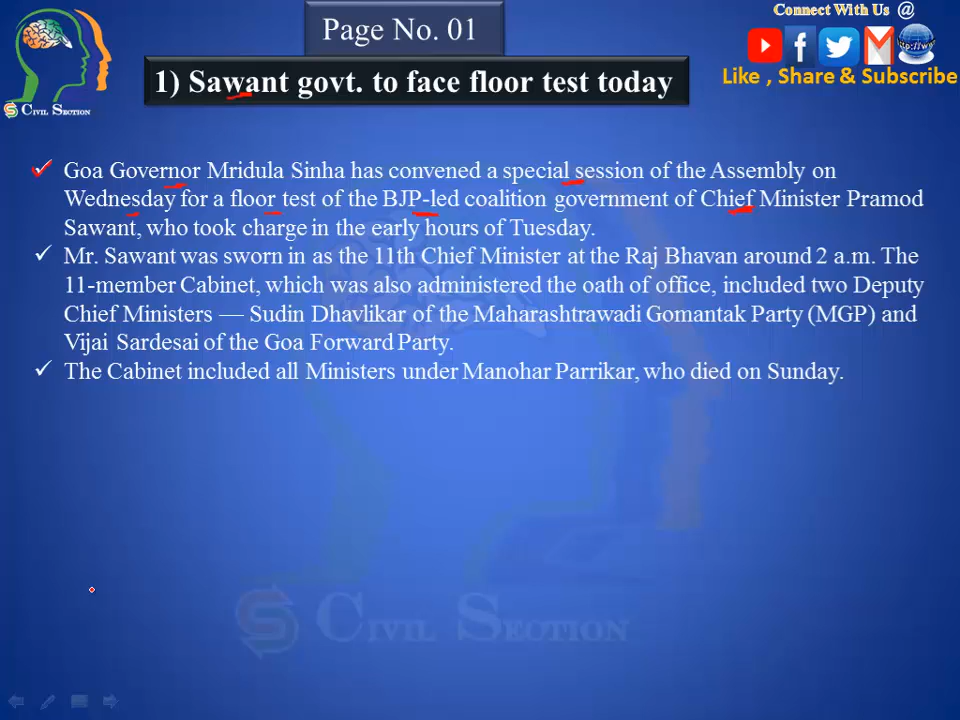 Page No. 01
Connect With Us @
1) Sawant govt. to face floor test today
Like , Share & Subscribe
CIVIL SECTION
Goa Governor Mridula Sinha has convened a special session of the Assembly on
Wednesday for a floor test of the BJP-led coalition government of Chief Minister Pramod
Sawant, who took charge in the early hours of Tuesday.
Mr. Sawant was sworn in as the 11th Chief Minister at the Raj Bhavan around 2 a.m. The
11-member Cabinet, which was also administered the oath of office, included two Deputy
Chief Ministers — Sudin Dhavlikar of the Maharashtrawadi Gomantak Party (MGP) and
Vijai Sardesai of the Goa Forward Party.
The Cabinet included all Ministers under Manohar Parrikar, who died on Sunday.
CIVIL SECTION